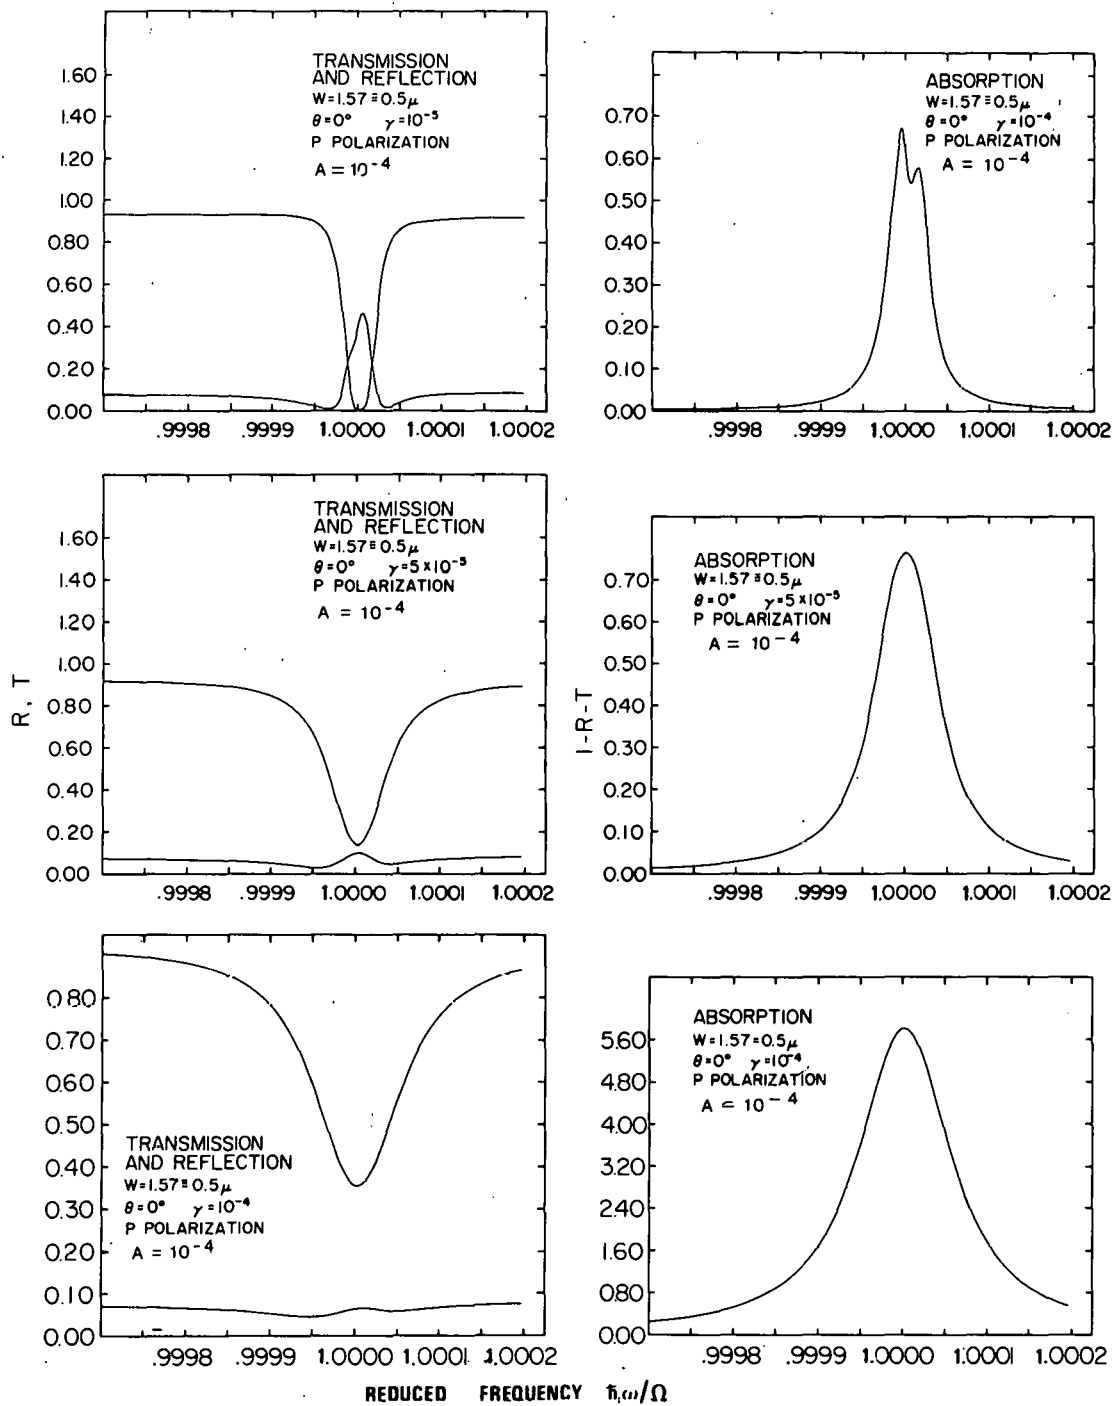 TRANSMISSION
AND REFLECTION
W=1.57≡0.5μ
θ=0° γ=10⁻⁵
P POLARIZATION
A = 10⁻⁴
1.60
1.40
1.20
1.00
0.80
0.60
0.40
0.20
0.00
.9998 .9999 1.0000 1.0001 1.0002
ABSORPTION
W=1.57≡0.5μ
θ=0° γ=10⁻⁴
P POLARIZATION
A = 10⁻⁴
0.70
0.60
0.50
0.40
0.30
0.20
0.10
0.00
.9998 .9999 1.0000 1.0001 1.0002
TRANSMISSION
AND REFLECTION
W=1.57≡0.5μ
θ=0° γ=5×10⁻⁵
P POLARIZATION
A = 10⁻⁴
1.60
1.40
1.20
1.00
0.80
0.60
0.40
0.20
0.00
R, T
.9998 .9999 1.0000 1.0001 1.0002
ABSORPTION
W=1.57≡0.5μ
θ=0° γ=5×10⁻⁵
P POLARIZATION
A = 10⁻⁴
0.70
0.60
0.50
0.40
0.30
0.20
0.10
0.00
1-R-T
.9998 .9999 1.0000 1.0001 1.0002
0.80
0.70
0.60
0.50
0.40
0.30
0.20
0.10
0.00
TRANSMISSION
AND REFLECTION
W=1.57≡0.5μ
θ=0° γ=10⁻⁴
P POLARIZATION
A = 10⁻⁴
.9998 .9999 1.0000 1.0001 1.0002
ABSORPTION
W=1.57=0.5μ
θ=0° γ=10⁻⁴
P POLARIZATION
A = 10⁻⁴
5.60
4.80
4.00
3.20
2.40
1.60
0.80
0.00
.9998 .9999 1.0000 1.0001 1.0002
REDUCED FREQUENCY ħω/Ω